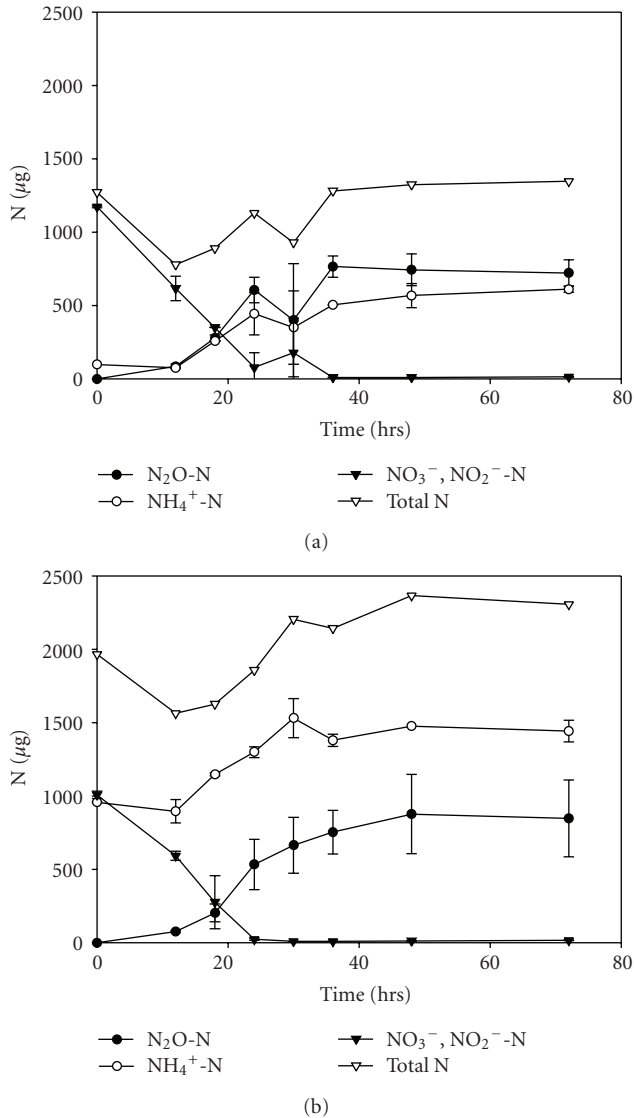 2500
2000
1500
1000
500
0
N (µg)
0 20 40 60 80
Time (hrs)
N₂O-N NO₃⁻, NO₂⁻-N
NH₄⁺-N Total N
(a)
2500
2000
1500
1000
500
0
N (µg)
0 20 40 60 80
Time (hrs)
N₂O-N NO₃⁻, NO₂⁻-N
NH₄⁺-N Total N
(b)